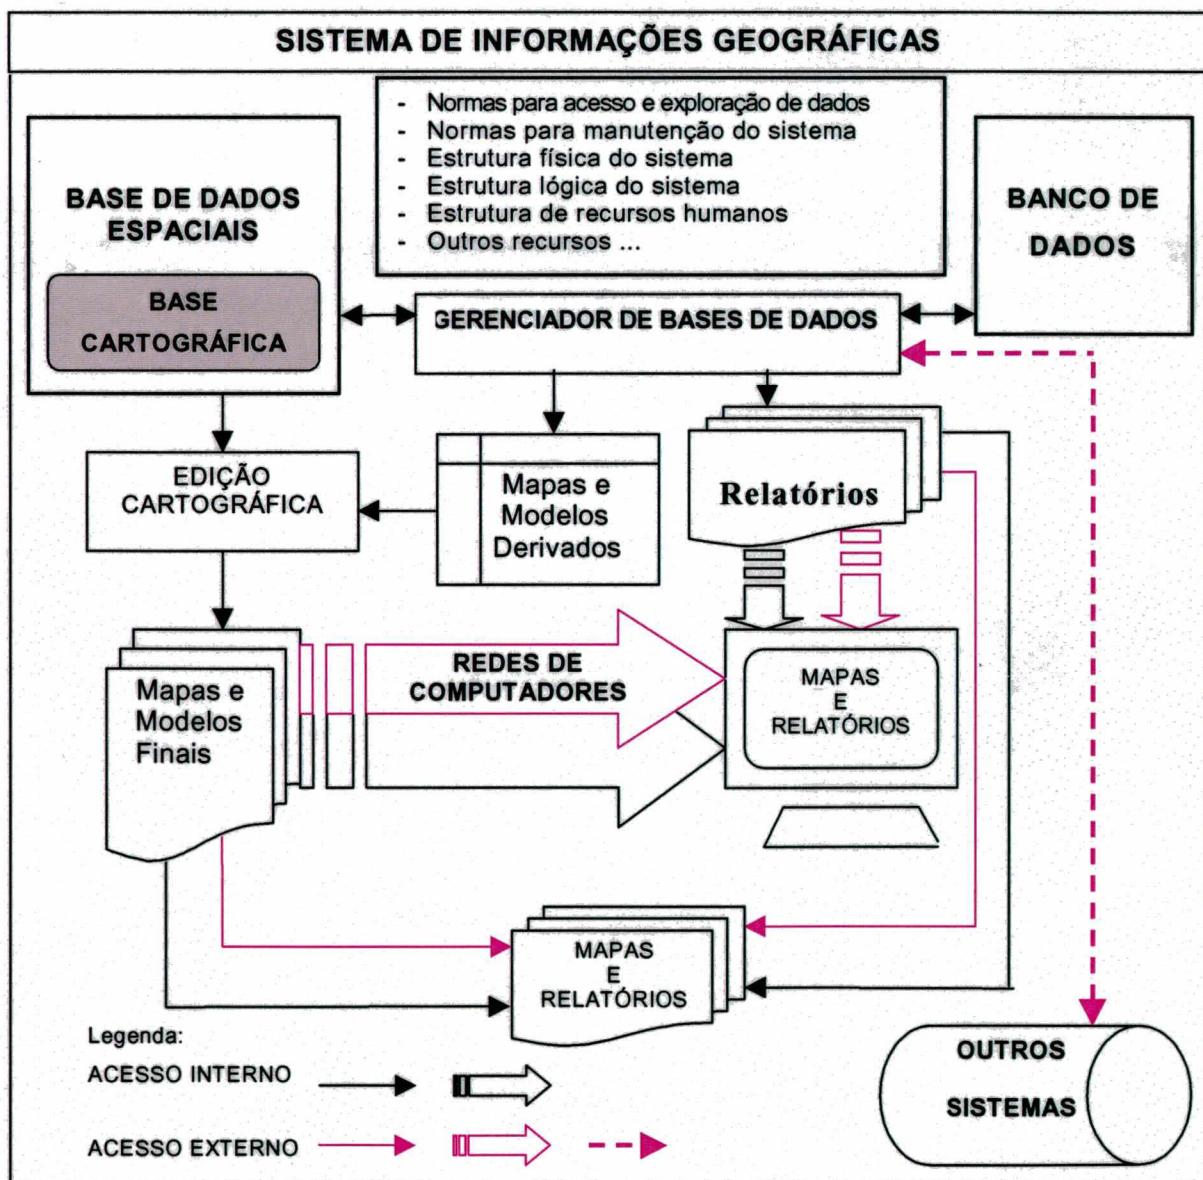 SISTEMA DE INFORMAÇÕES GEOGRÁFICAS
- Normas para acesso e exploração de dados
- Normas para manutenção do sistema
- Estrutura física do sistema
- Estrutura lógica do sistema
- Estrutura de recursos humanos
- Outros recursos ...
BASE DE DADOS
ESPACIAIS
BASE
CARTOGRÁFICA
BANCO DE
DADOS
GERENCIADOR DE BASES DE DADOS
EDIÇÃO
CARTOGRÁFICA
Mapas e
Modelos
Derivados
Relatórios
Mapas e
Modelos
Finais
REDES DE
COMPUTADORES
MAPAS
E
RELATÓRIOS
MAPAS
E
RELATÓRIOS
Legenda:
ACESSO INTERNO
ACESSO EXTERNO
OUTROS
SISTEMAS